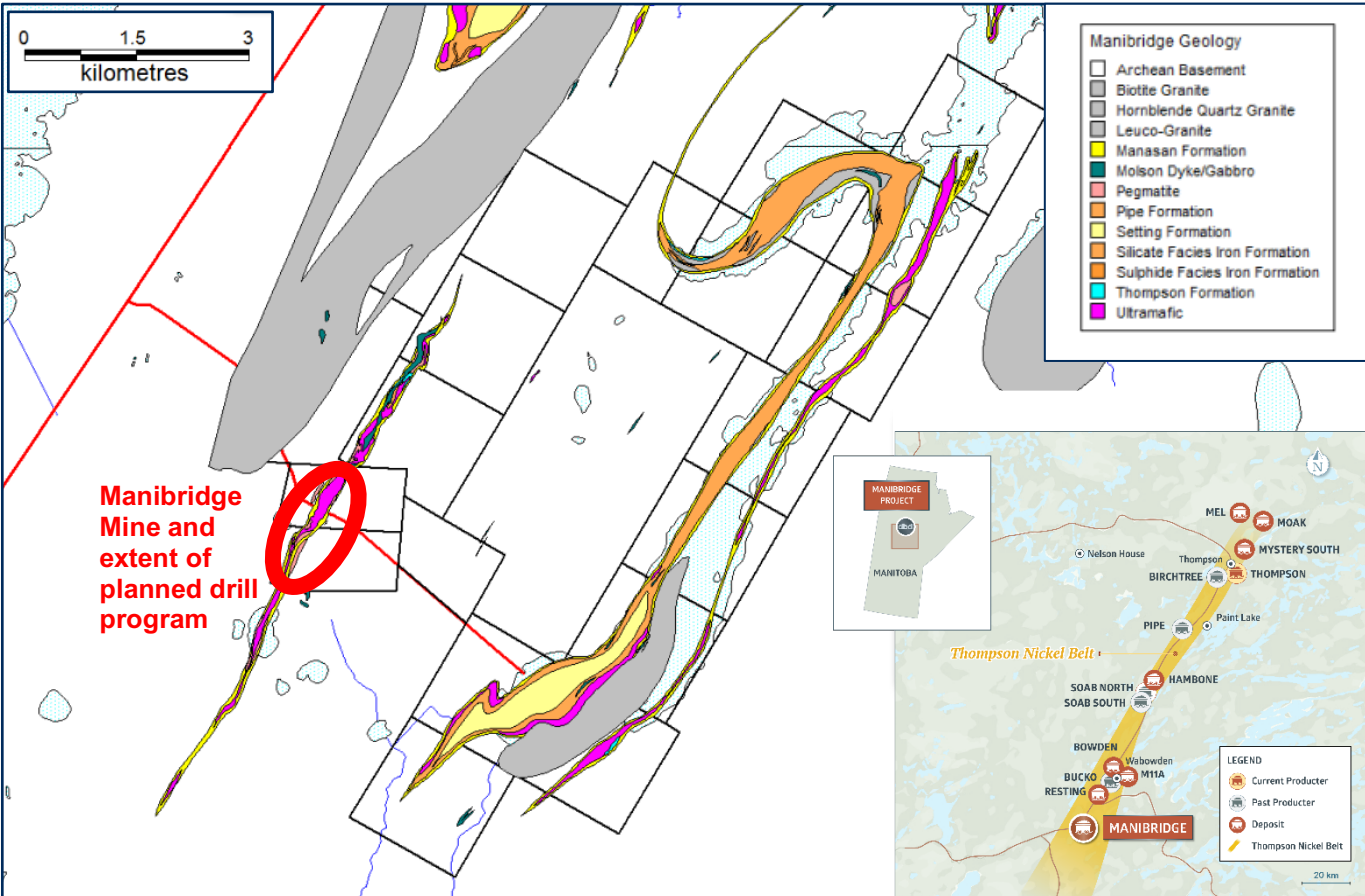 0 1.5 3
kilometres
Manibridge Geology
Archean Basement
Biotite Granite
Hornblende Quartz Granite
Leuco-Granite
Manasan Formation
Molson Dyke/Gabbro
Pegmatite
Pipe Formation
Setting Formation
Silicate Facies Iron Formation
Sulphide Facies Iron Formation
Thompson Formation
Ultramafic
Manibridge
Mine and
extent of
planned drill
program
MANIBRIDGE
PROJECT
MANITOBA
N
MEL
MOAK
Nelson House
MYSTERY SOUTH
Thompson
BIRCHTREE
THOMPSON
PIPE
Paint Lake
Thompson Nickel Belt
HAMBONE
SOAB NORTH
SOAB SOUTH
BOWDEN
Wabowden
BUCKO
M11A
RESTING
MANIBRIDGE
LEGEND
Current Producter
Past Producter
Deposit
Thompson Nickel Belt
20 km